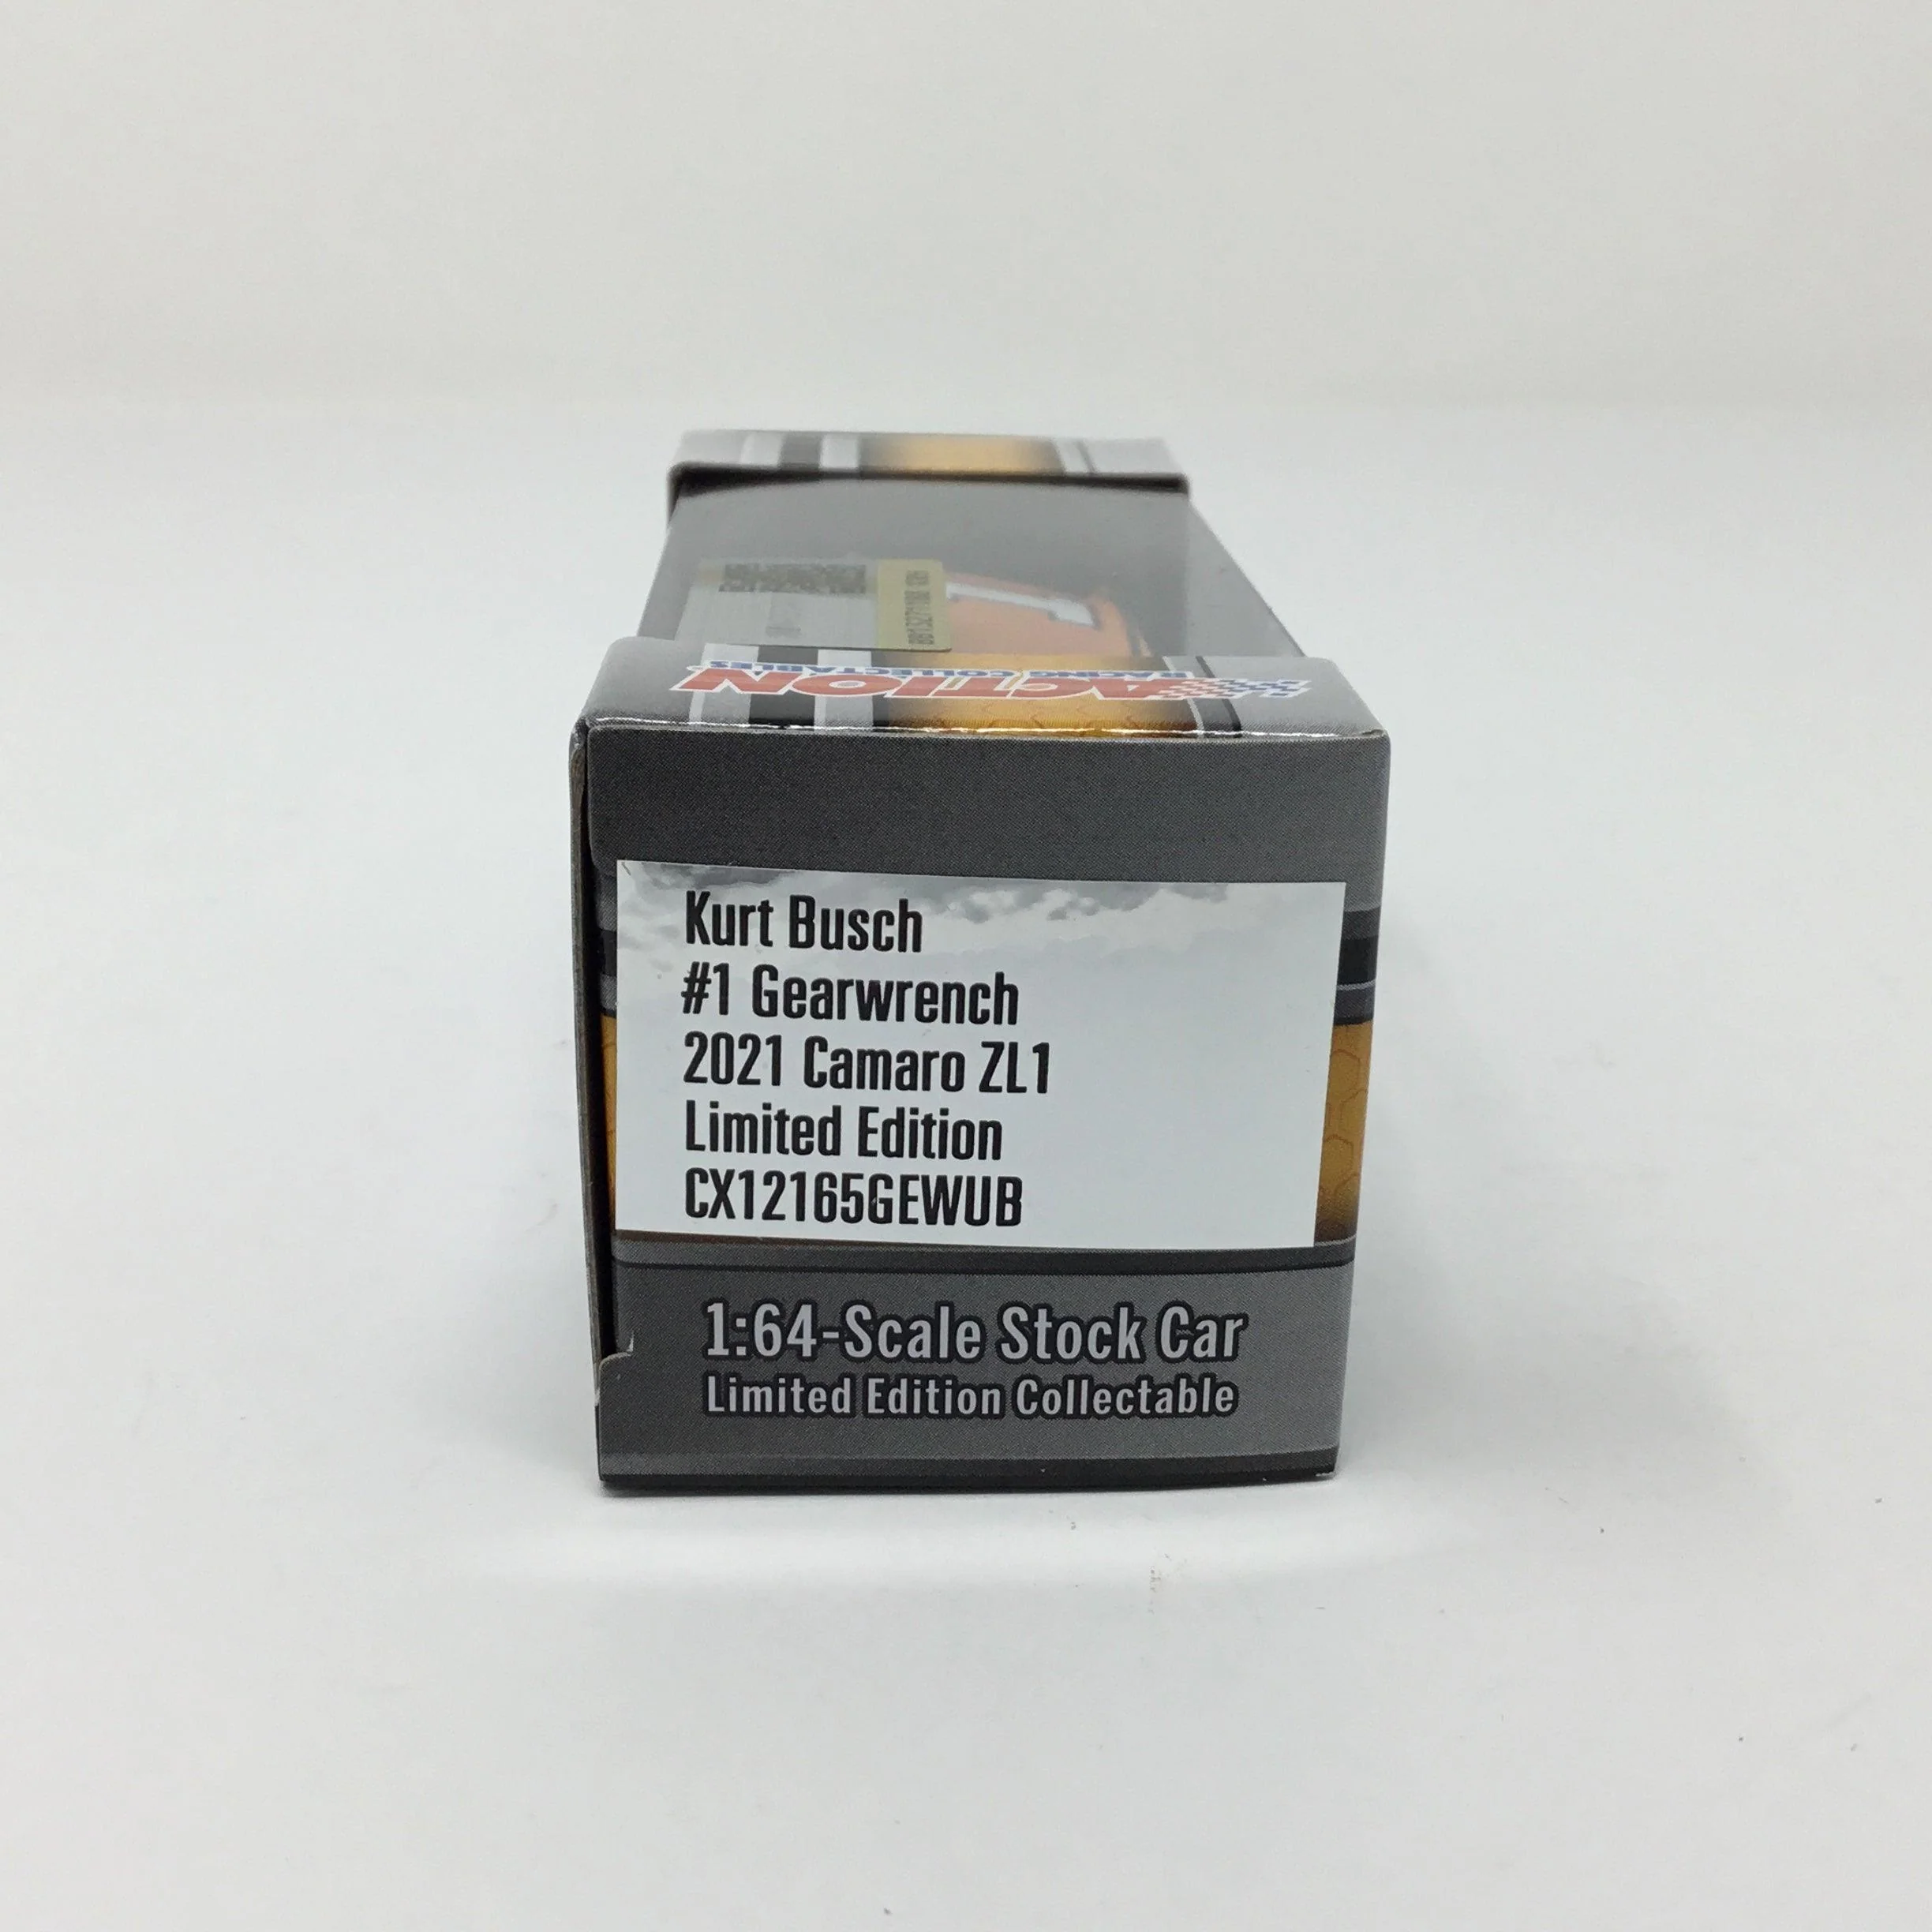 ACTION
RACING COLLECTABLES
1
Kurt Busch
#1 Gearwrench
2021 Camaro ZL1
Limited Edition
CX12165GEWUB
1:64-Scale Stock Car
Limited Edition Collectable